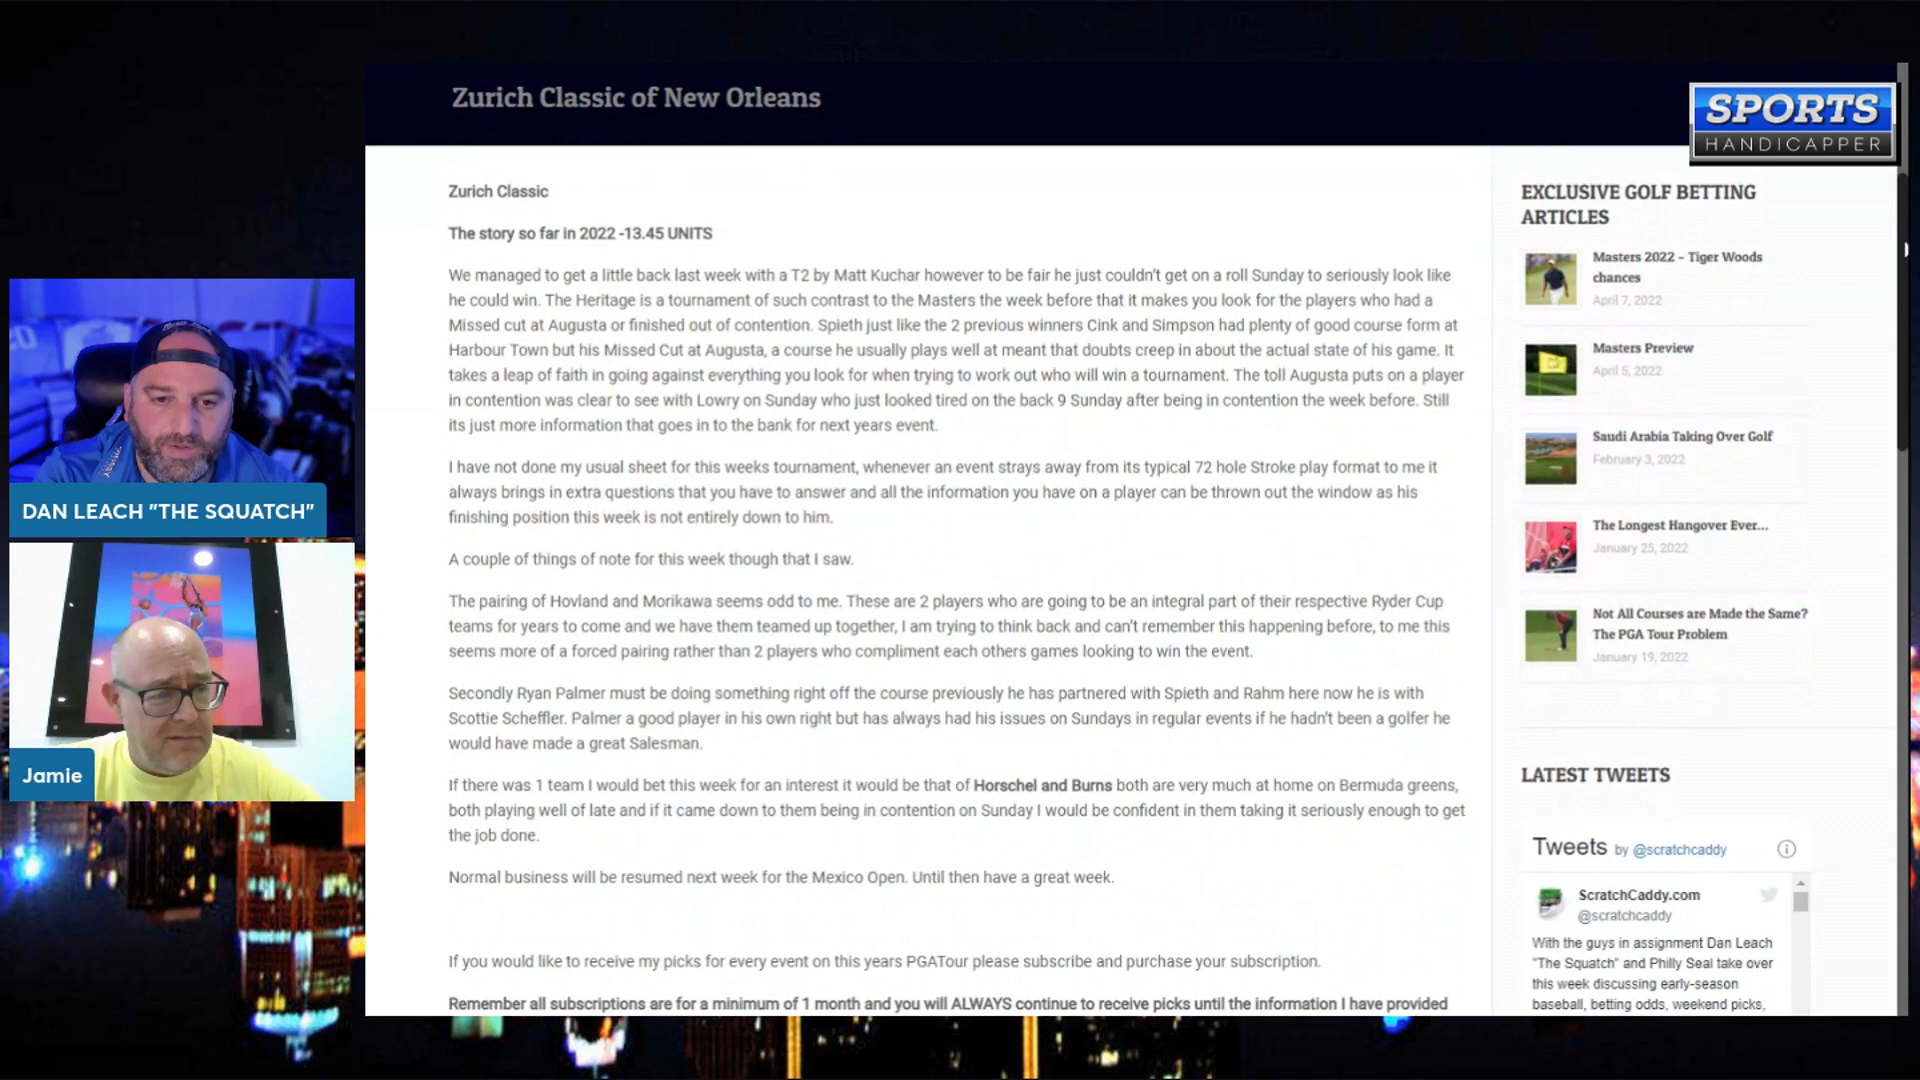 Zurich Classic of New Orleans
SPORTS
HANDICAPPER
Zurich Classic
The story so far in 2022 -13.45 UNITS
We managed to get a little back last week with a T2 by Matt Kuchar however to be fair he just couldn't get on a roll Sunday to seriously look like
he could win. The Heritage is a tournament of such contrast to the Masters the week before that it makes you look for the players who had a
Missed cut at Augusta or finished out of contention. Spieth just like the 2 previous winners Cink and Simpson had plenty of good course form at
Harbour Town but his Missed Cut at Augusta, a course he usually plays well at meant that doubts creep in about the actual state of his game. It
takes a leap of faith in going against everything you look for when trying to work out who will win a tournament. The toll Augusta puts on a player
in contention was clear to see with Lowry on Sunday who just looked tired on the back 9 Sunday after being in contention the week before. Still
its just more information that goes in to the bank for next years event.
I have not done my usual sheet for this weeks tournament, whenever an event strays away from its typical 72 hole Stroke play format to me it
always brings in extra questions that you have to answer and all the information you have on a player can be thrown out the window as his
finishing position this week is not entirely down to him.
A couple of things of note for this week though that I saw.
The pairing of Hovland and Morikawa seems odd to me. These are 2 players who are going to be an integral part of their respective Ryder Cup
teams for years to come and we have them teamed up together, I am trying to think back and can't remember this happening before, to me this
seems more of a forced pairing rather than 2 players who compliment each others games looking to win the event.
Secondly Ryan Palmer must be doing something right off the course previously he has partnered with Spieth and Rahm here now he is with
Scottie Scheffler. Palmer a good player in his own right but has always had his issues on Sundays in regular events if he hadn't been a golfer he
would have made a great Salesman.
If there was 1 team I would bet this week for an interest it would be that of Horschel and Burns both are very much at home on Bermuda greens,
both playing well of late and if it came down to them being in contention on Sunday I would be confident in them taking it seriously enough to get
the job done.
Normal business will be resumed next week for the Mexico Open. Until then have a great week.
If you would like to receive my picks for every event on this years PGATour please subscribe and purchase your subscription.
Remember all subscriptions are for a minimum of 1 month and you will ALWAYS continue to receive picks until the information I have provided
EXCLUSIVE GOLF BETTING
ARTICLES
Masters 2022 – Tiger Woods
chances
April 7, 2022
Masters Preview
April 5, 2022
Saudi Arabia Taking Over Golf
February 3, 2022
The Longest Hangover Ever...
January 25, 2022
Not All Courses are Made the Same?
The PGA Tour Problem
January 19, 2022
LATEST TWEETS
Tweets by @scratchcaddy
ScratchCaddy.com
@scratchcaddy
With the guys in assignment Dan Leach
"The Squatch" and Philly Seal take over
this week discussing early-season
baseball, betting odds, weekend picks,
DAN LEACH "THE SQUATCH"
Jamie